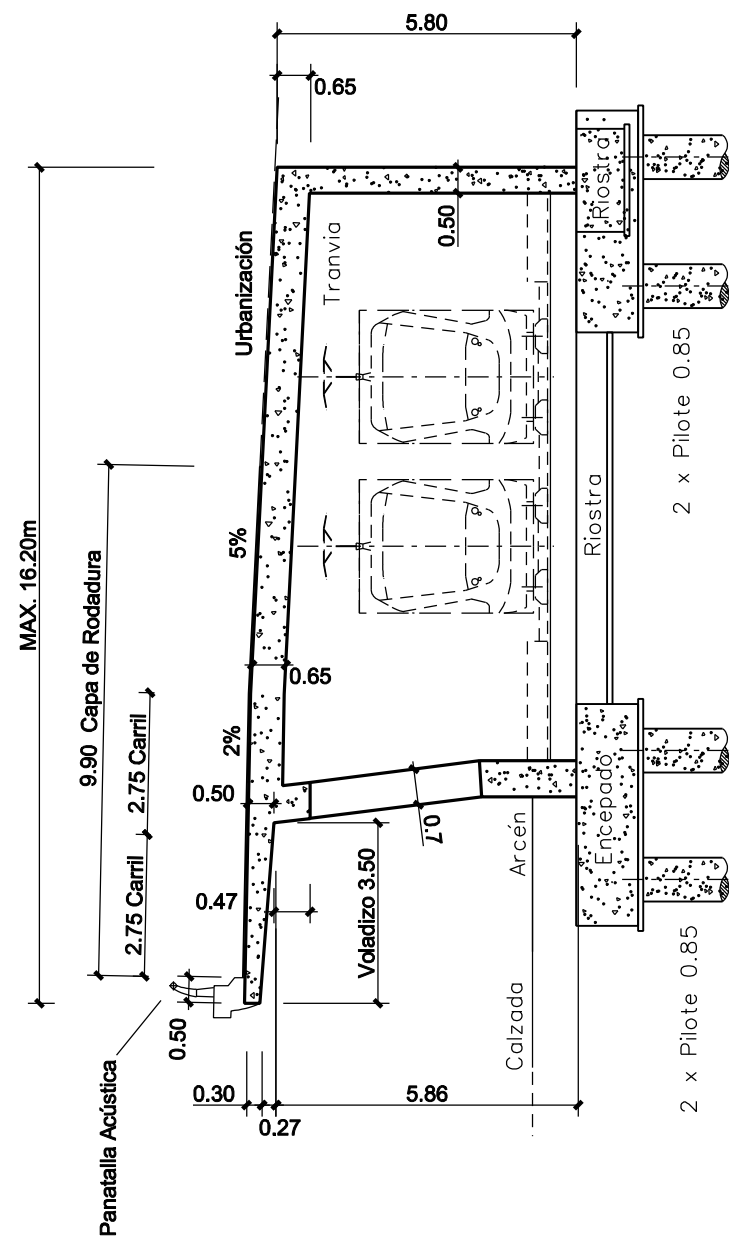 5.80
0.65
MAX. 16.20m
Urbanización
Tranvia
0.50
Riostra
2 x Pilote 0.85
9.90 Capa de Rodadura
5%
Riostra
0.65
2.75 Carril
2.75 Carril
2%
0.50
0.7
Arcén
Encepado
0.47
Voladizo 3.50
Calzada
2 x Pilote 0.85
0.50
Panatalla Acústica
0.30
0.27
5.86